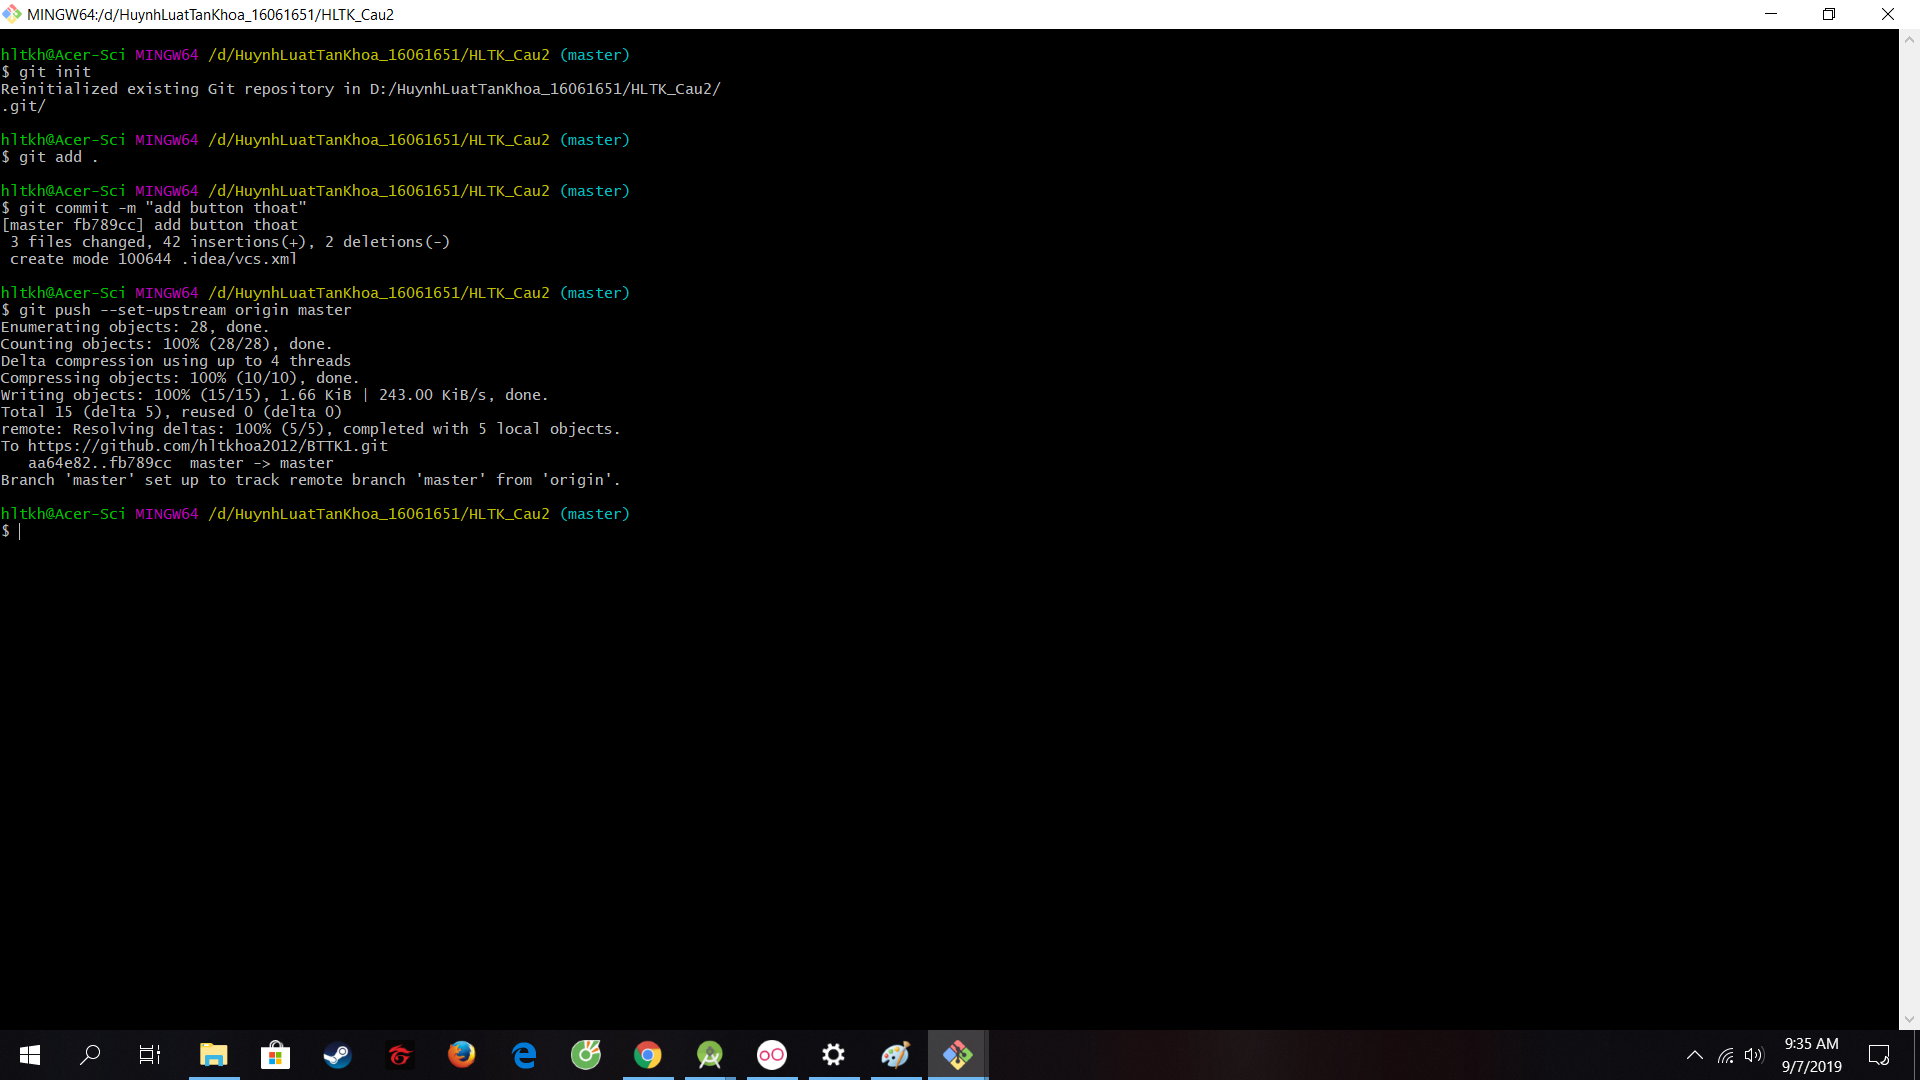 MINGW64:/d/HuynhLuatTanKhoa_16061651/HLTK_Cau2
hltkh@Acer-Sci MINGW64 /d/HuynhLuatTanKhoa_16061651/HLTK_Cau2 (master)
$ git init
Reinitialized existing Git repository in D:/HuynhLuatTanKhoa_16061651/HLTK_Cau2/
.git/
hltkh@Acer-Sci MINGW64 /d/HuynhLuatTanKhoa_16061651/HLTK_Cau2 (master)
$ git add .
hltkh@Acer-Sci MINGW64 /d/HuynhLuatTanKhoa_16061651/HLTK_Cau2 (master)
$ git commit -m "add button thoat"
[master fb789cc] add button thoat
 3 files changed, 42 insertions(+), 2 deletions(-)
 create mode 100644 .idea/vcs.xml
hltkh@Acer-Sci MINGW64 /d/HuynhLuatTanKhoa_16061651/HLTK_Cau2 (master)
$ git push --set-upstream origin master
Enumerating objects: 28, done.
Counting objects: 100% (28/28), done.
Delta compression using up to 4 threads
Compressing objects: 100% (10/10), done.
Writing objects: 100% (15/15), 1.66 KiB | 243.00 KiB/s, done.
Total 15 (delta 5), reused 0 (delta 0)
remote: Resolving deltas: 100% (5/5), completed with 5 local objects.
To https://github.com/hltkhoa2012/BTTK1.git
   aa64e82..fb789cc  master -> master
Branch 'master' set up to track remote branch 'master' from 'origin'.
hltkh@Acer-Sci MINGW64 /d/HuynhLuatTanKhoa_16061651/HLTK_Cau2 (master)
$
9:35 AM
9/7/2019